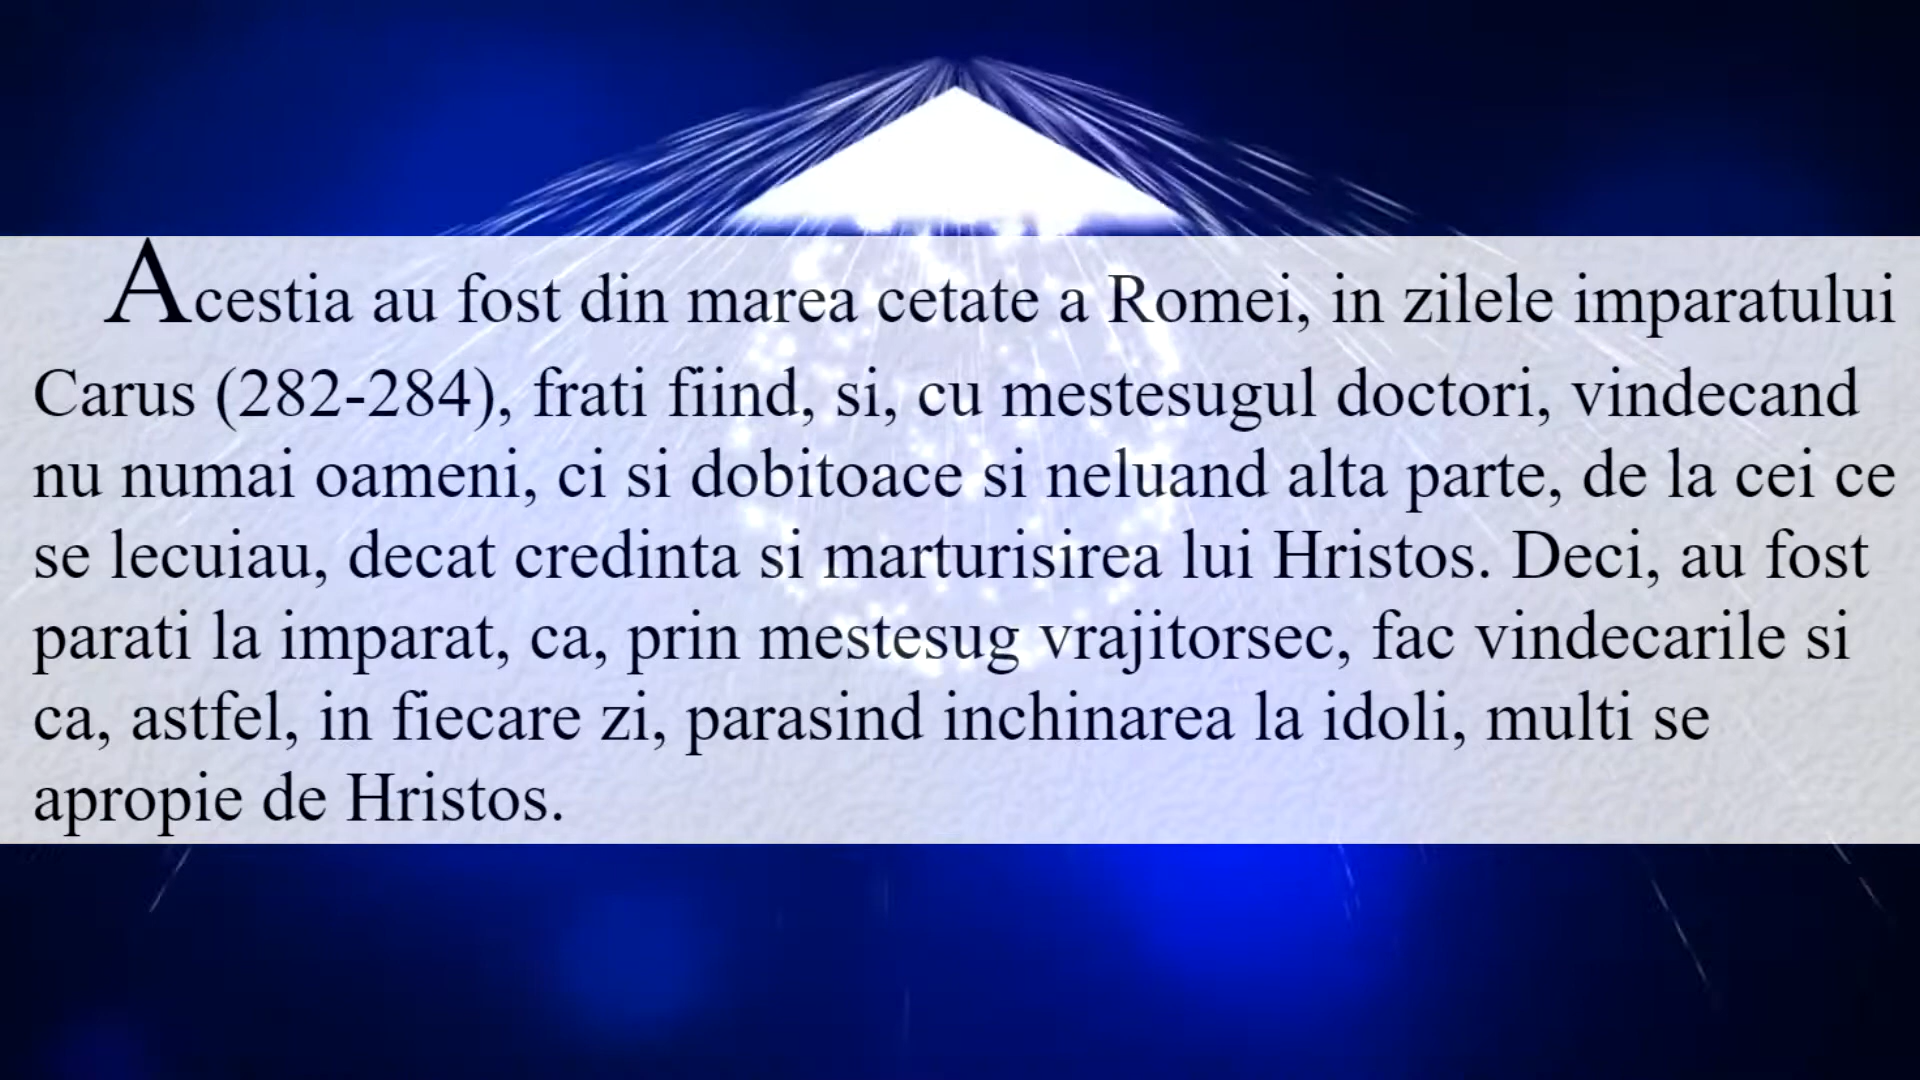 Acestia au fost din marea cetate a Romei, in zilele imparatului
Carus (282-284), frati fiind, si, cu mestesugul doctori, vindecand
nu numai oameni, ci si dobitoace si neluand alta parte, de la cei ce
se lecuiau, decat credinta si marturisirea lui Hristos. Deci, au fost
parati la imparat, ca, prin mestesug vrajitorsec, fac vindecarile si
ca, astfel, in fiecare zi, parasind inchinarea la idoli, multi se
apropie de Hristos.